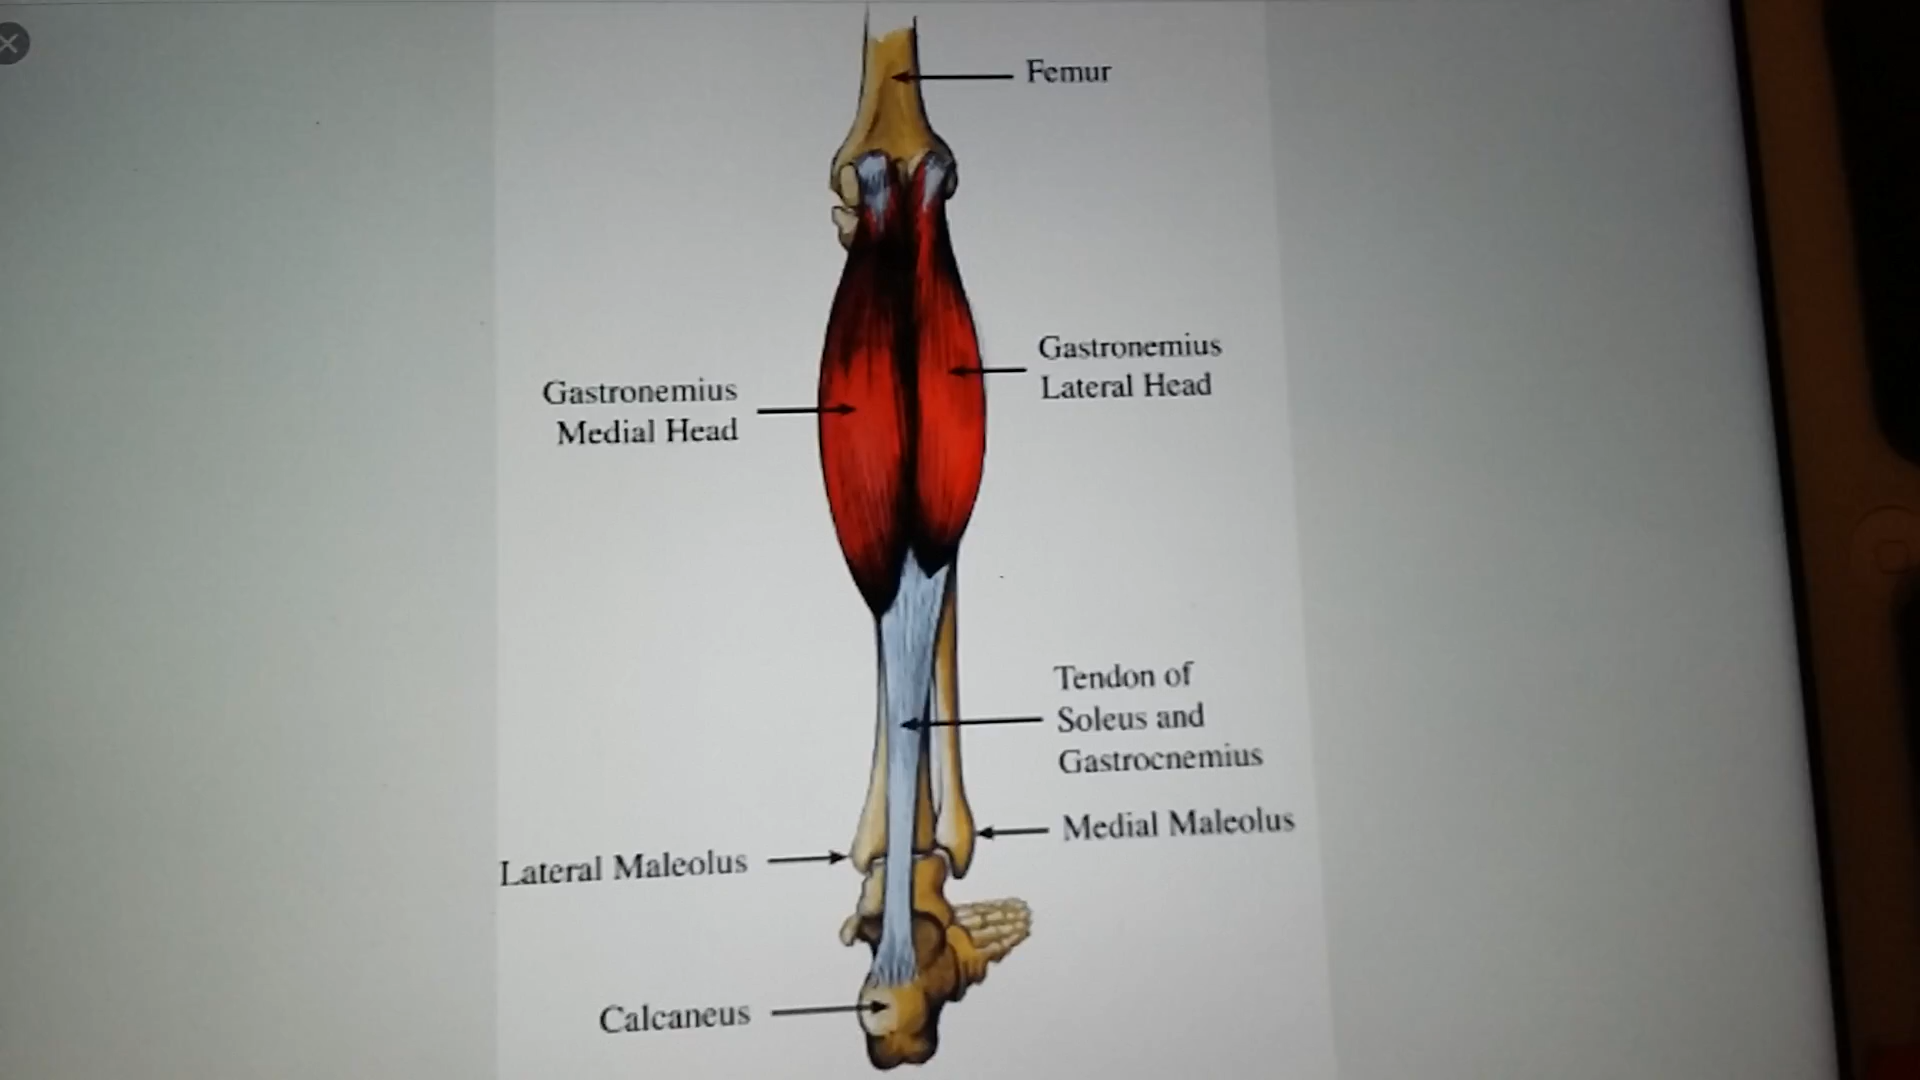 Femur
Gastronemius
Lateral Head
Gastronemius
Medial Head
Tendon of
Soleus and
Gastrocnemius
Medial Maleolus
Lateral Maleolus
Calcaneus